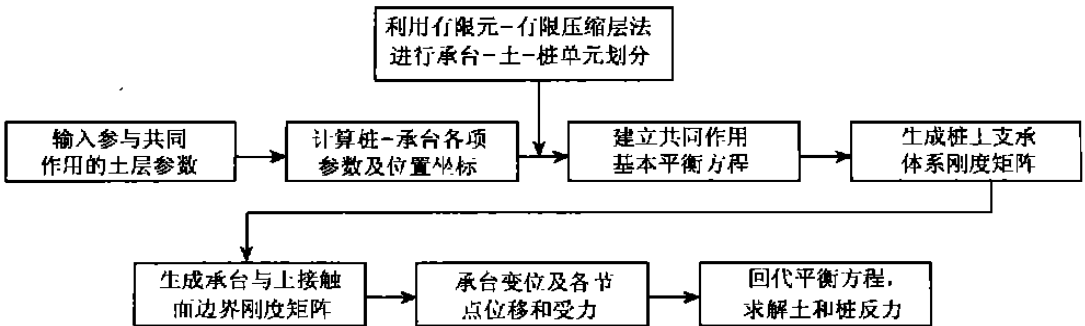 利用有限元-有限压缩层法
进行承台-土-桩单元划分
输入参与共同
作用的土层参数
计算桩-承台各项
参数及位置坐标
建立共同作用
基本平衡方程
生成桩土支承
体系刚度矩阵
生成承台与土接触
面边界刚度矩阵
承台变位及各节
点位移和受力
回代平衡方程，
求解土和桩反力